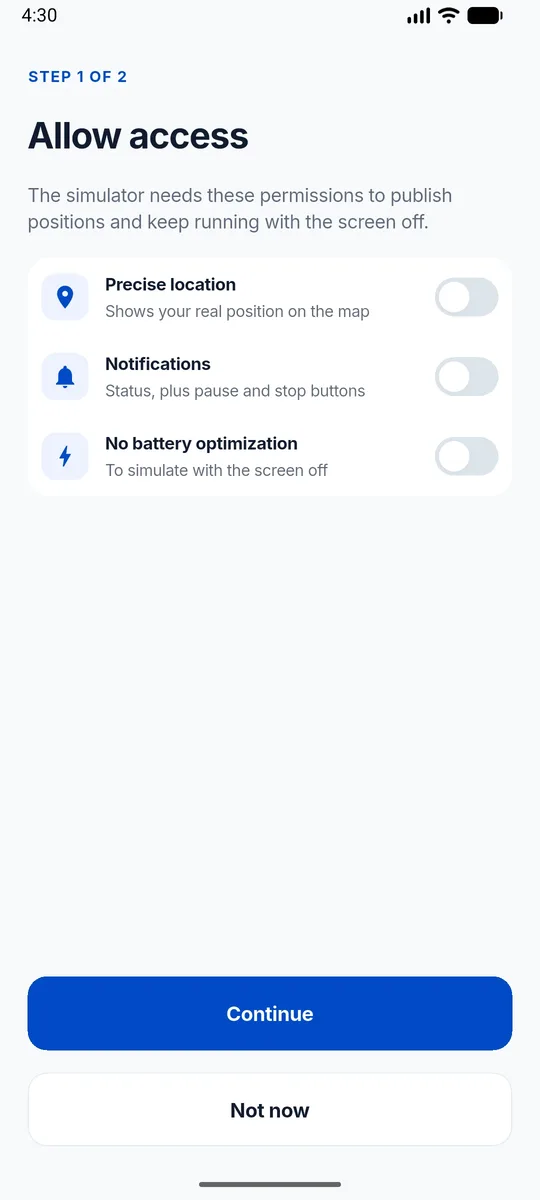 4:30
STEP 1 OF 2
Allow access
The simulator needs these permissions to publish
positions and keep running with the screen off.
Precise location
Shows your real position on the map
Notifications
Status, plus pause and stop buttons
No battery optimization
To simulate with the screen off
Continue
Not now